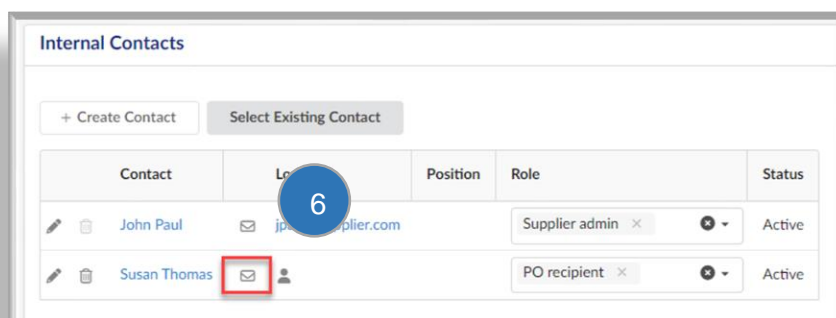 Internal Contacts
+ Create Contact Select Existing Contact
Contact Position Role Status
6
John Paul Supplier admin × Active
Susan Thomas PO recipient × Active